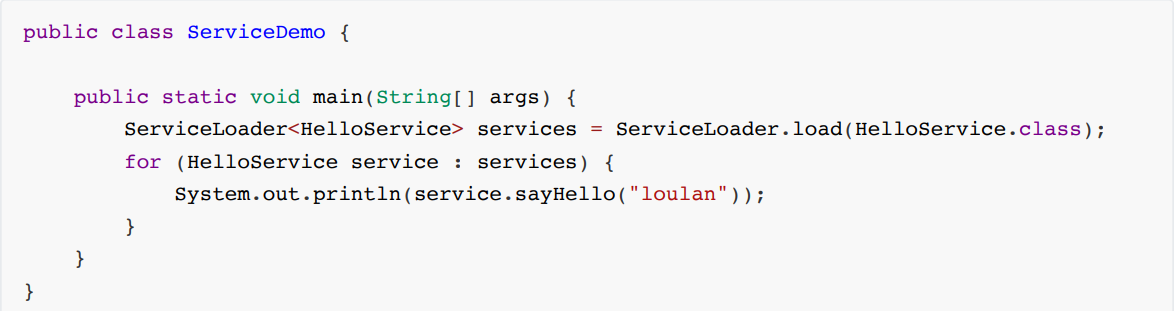 public class ServiceDemo {
public static void main(String[] args) {
ServiceLoader<HelloService> services = ServiceLoader.load(HelloService.class);
for (HelloService service : services) {
System.out.println(service.sayHello("loulan"));
}
}
}